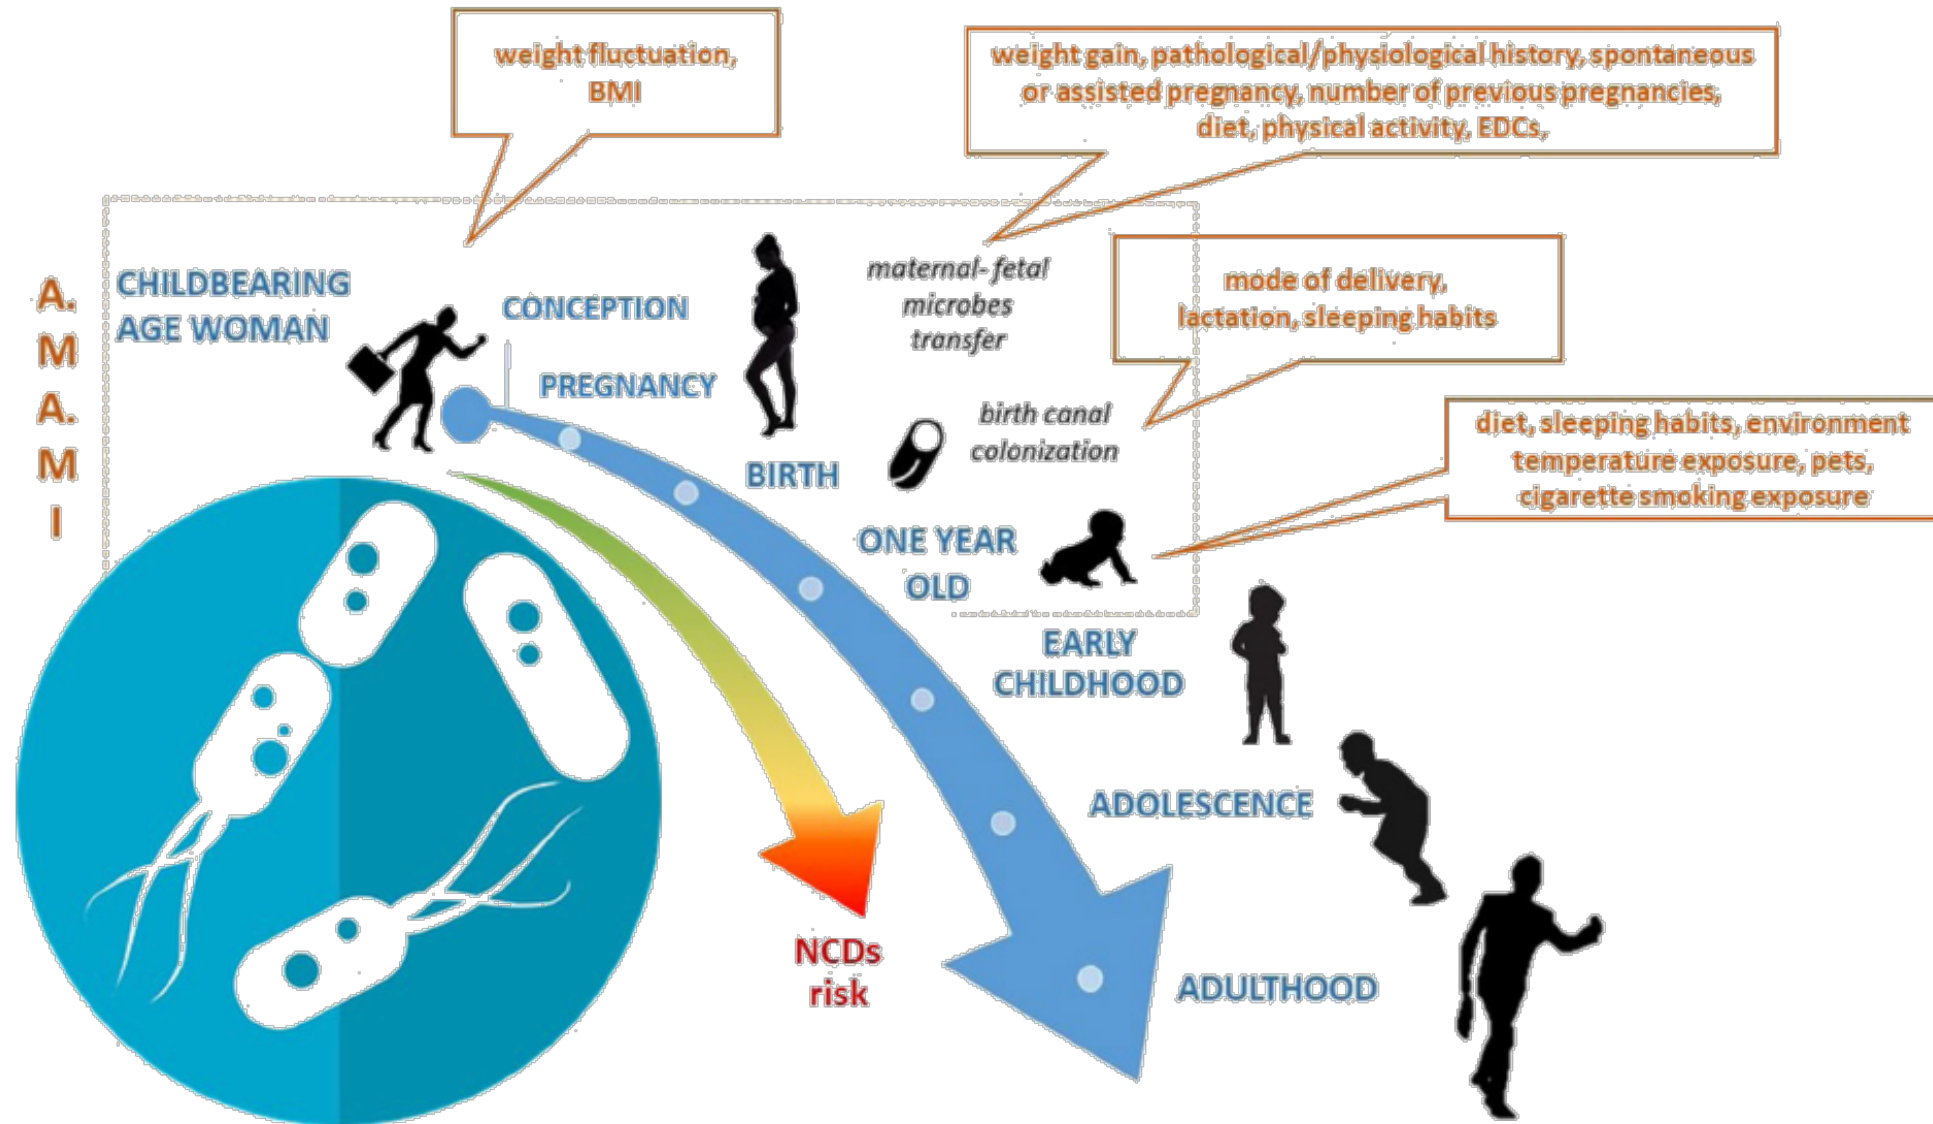 weight fluctuation,
BMI
weight gain, pathological/physiological history, spontaneous
or assisted pregnancy, number of previous pregnancies,
diet, physical activity, EDCs,
A.
M
A.
M
I
CHILDBEARING
AGE WOMAN
CONCEPTION
PREGNANCY
maternal- fetal
microbes
transfer
mode of delivery,
lactation, sleeping habits
BIRTH
birth canal
colonization
diet, sleeping habits, environment
temperature exposure, pets,
cigarette smoking exposure
ONE YEAR
OLD
EARLY
CHILDHOOD
ADOLESCENCE
NCDs
risk
ADULTHOOD